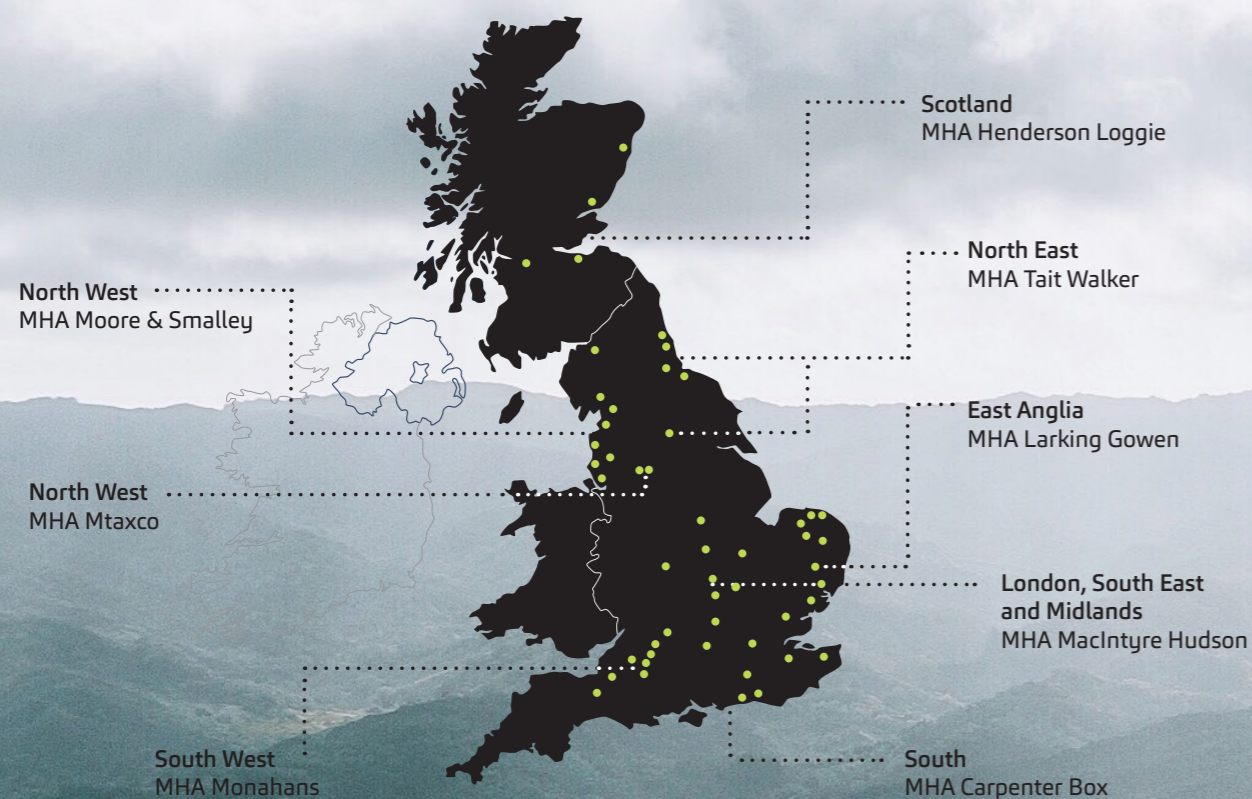 Scotland
MHA Henderson Loggie
North East
MHA Tait Walker
North West
MHA Moore & Smalley
East Anglia
MHA Larking Gowen
North West
MHA Mtaxco
London, South East
and Midlands
MHA MacIntyre Hudson
South West
MHA Monahans
South
MHA Carpenter Box